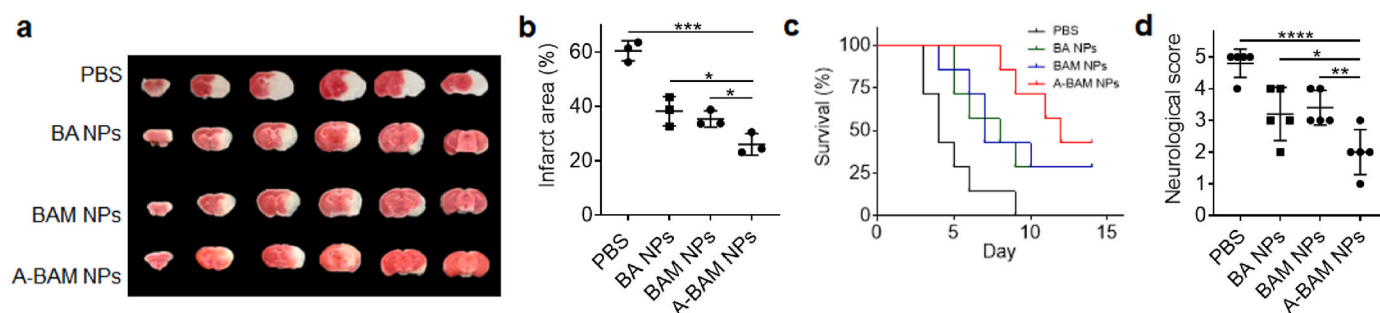 a
PBS
BA NPs
BAM NPs
A-BAM NPs
b
Infarct area (%)
60
40
20
0
***
*
*
PBS
BA NPs
BAM NPs
A-BAM NPs
c
Survival (%)
100
75
50
25
0
0 5 10 15
Day
PBS
BA NPs
BAM NPs
A-BAM NPs
d
Neurological score
5
4
3
2
1
0
****
*
**
PBS
BA NPs
BAM NPs
A-BAM NPs